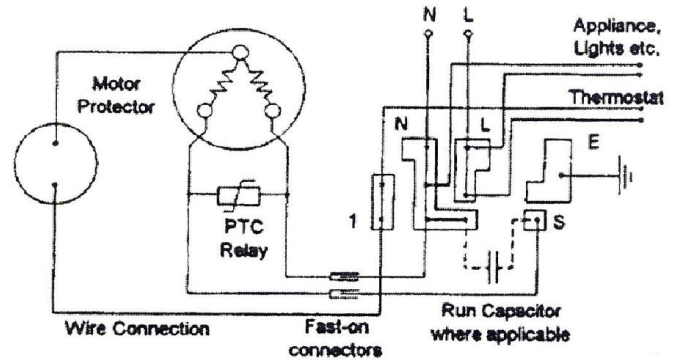 N L
Appliance,
Lights etc.
Motor
Protector
Thermostat
N L
E
PTC
Relay
1
S
Wire Connection
Fast-on
connectors
Run Capacitor
where applicable